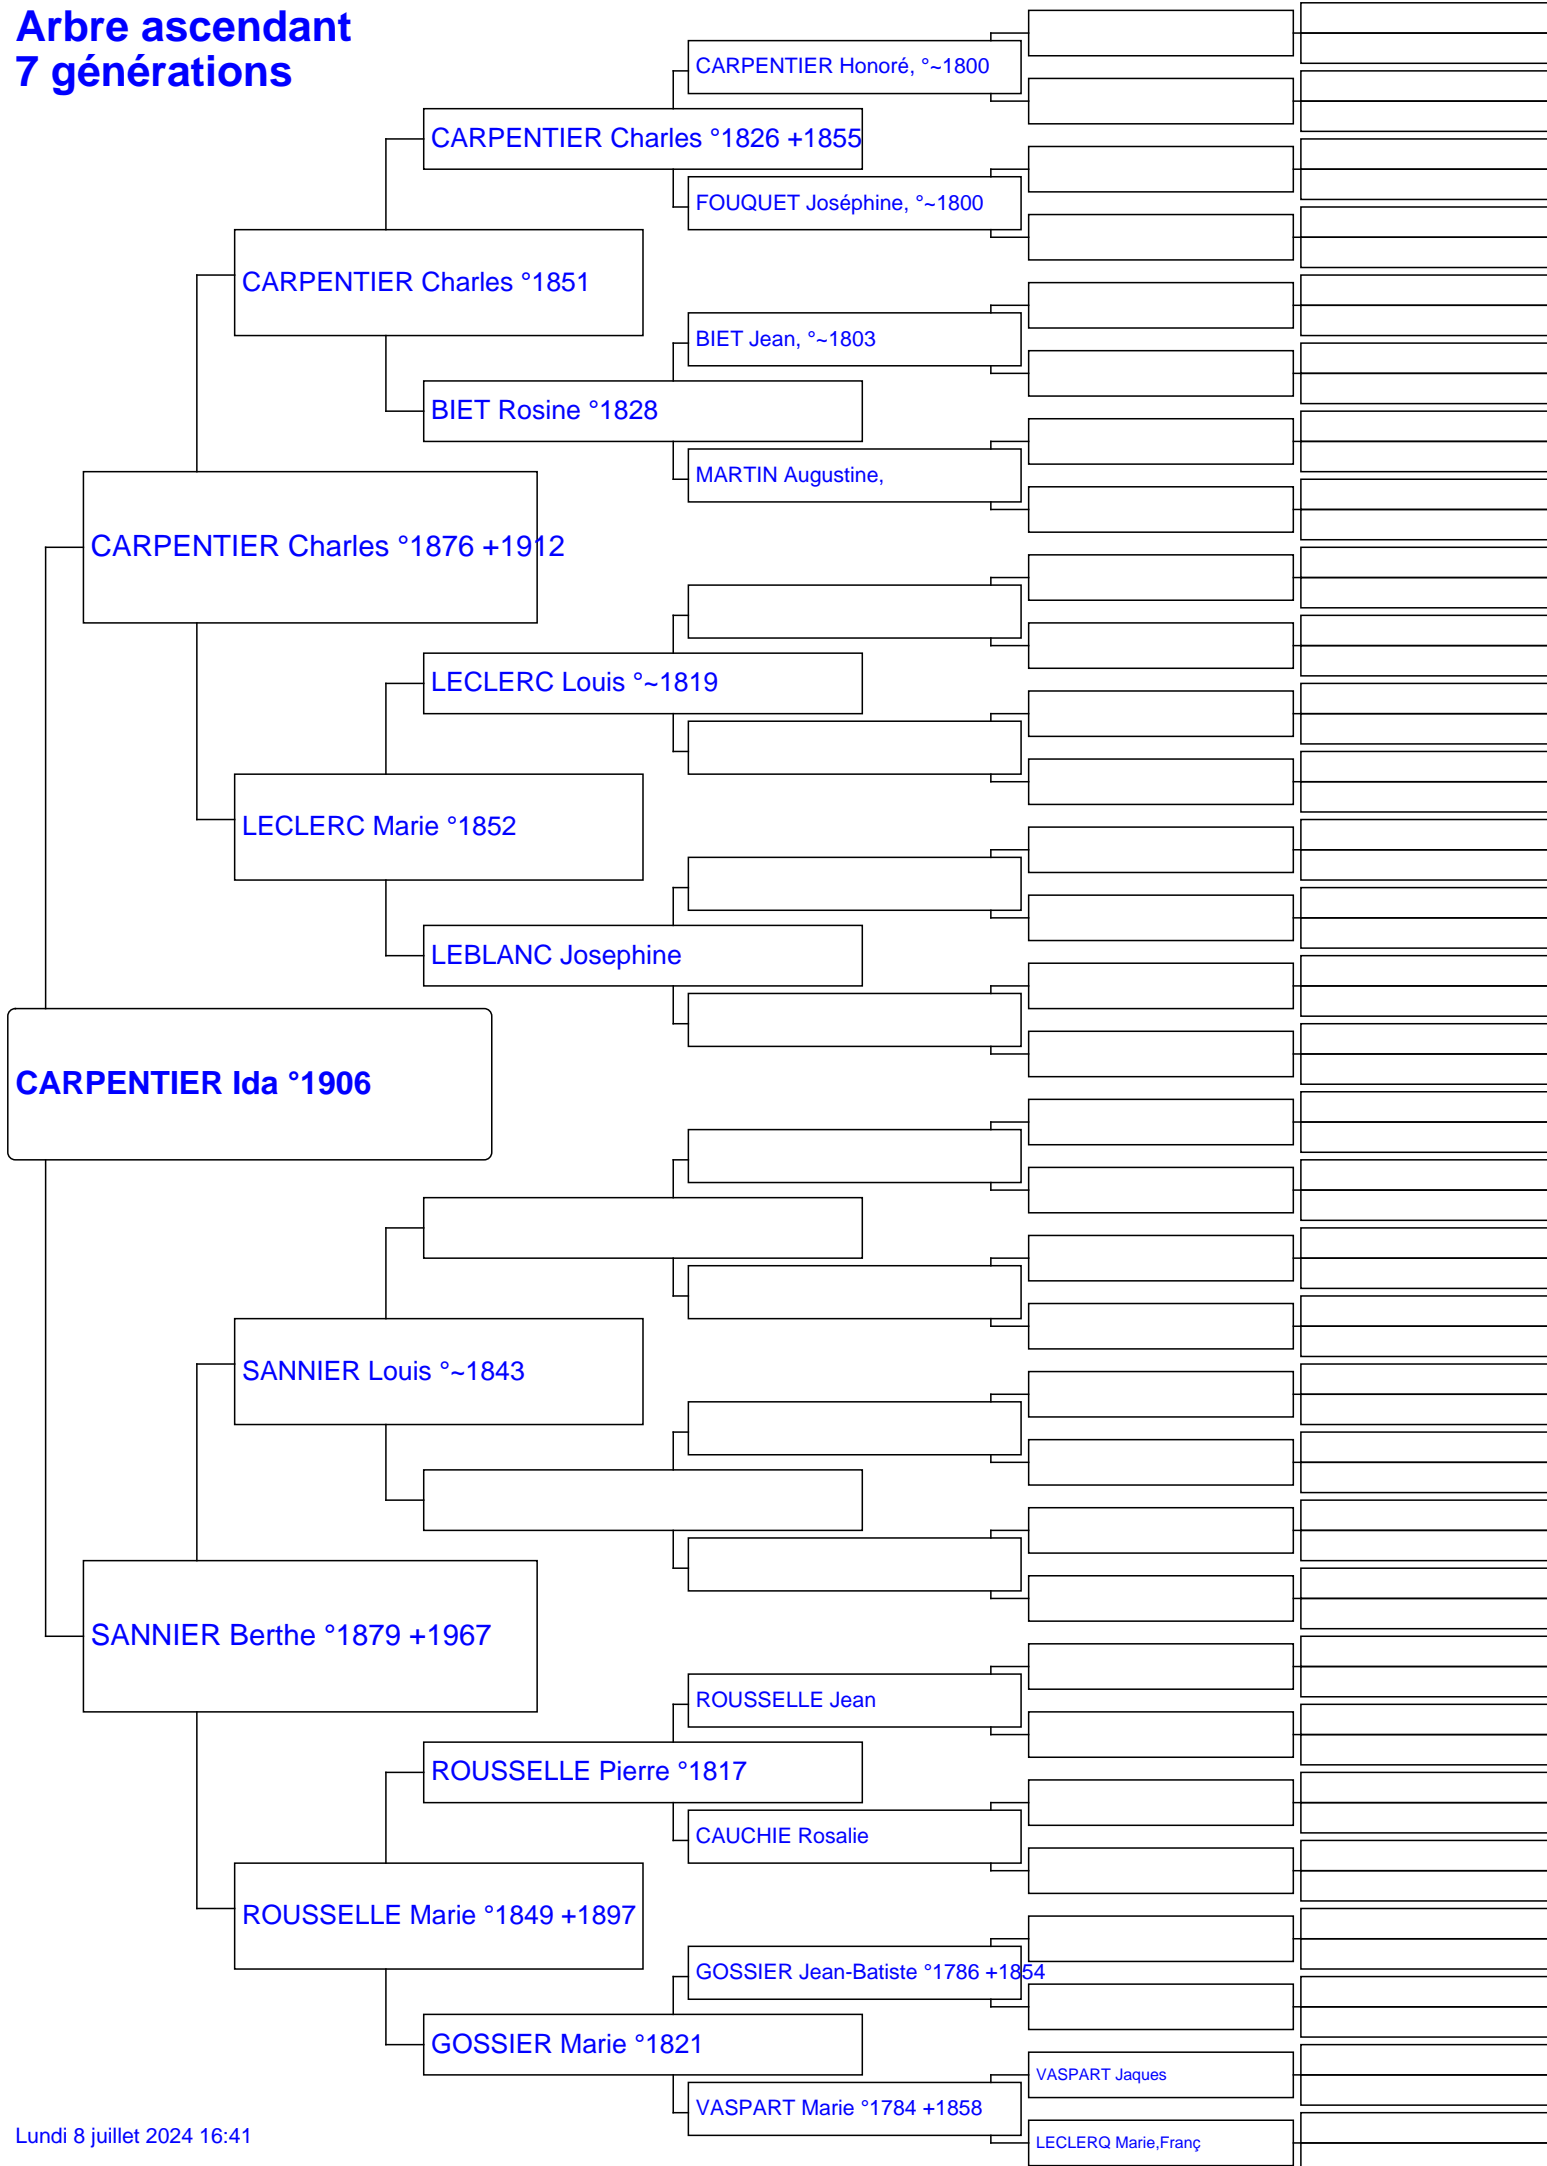 Arbre ascendant
7 générations
CARPENTIER Honoré, °~1800
CARPENTIER Charles °1826 +1855
FOUQUET Joséphine, °~1800
CARPENTIER Charles °1851
BIET Jean, °~1803
BIET Rosine °1828
MARTIN Augustine,
CARPENTIER Charles °1876 +1912
LECLERC Louis °~1819
LECLERC Marie °1852
LEBLANC Josephine
CARPENTIER Ida °1906
SANNIER Louis °~1843
SANNIER Berthe °1879 +1967
ROUSSELLE Jean
ROUSSELLE Pierre °1817
CAUCHIE Rosalie
ROUSSELLE Marie °1849 +1897
GOSSIER Jean-Batiste °1786 +1854
GOSSIER Marie °1821
VASPART Jaques
VASPART Marie °1784 +1858
LECLERQ Marie,Franç
Lundi 8 juillet 2024 16:41